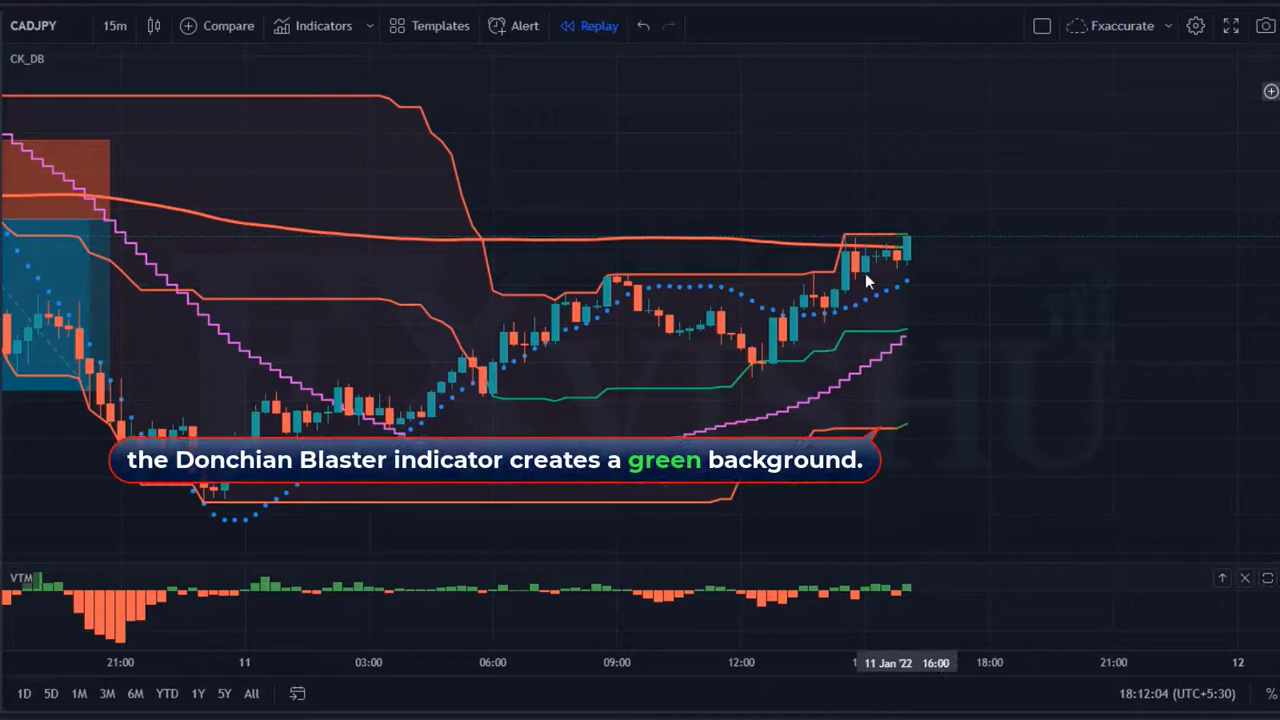 CADJPY 15m Compare Indicators Templates Alert Replay Fxaccurate
CK_DB
the Donchian Blaster indicator creates a green background.
VTM
21:00 11 03:00 06:00 09:00 12:00 11 Jan '22 16:00 18:00 21:00 12
1D 5D 1M 3M 6M YTD 1Y 5Y All 18:12:04 (UTC+5:30) %